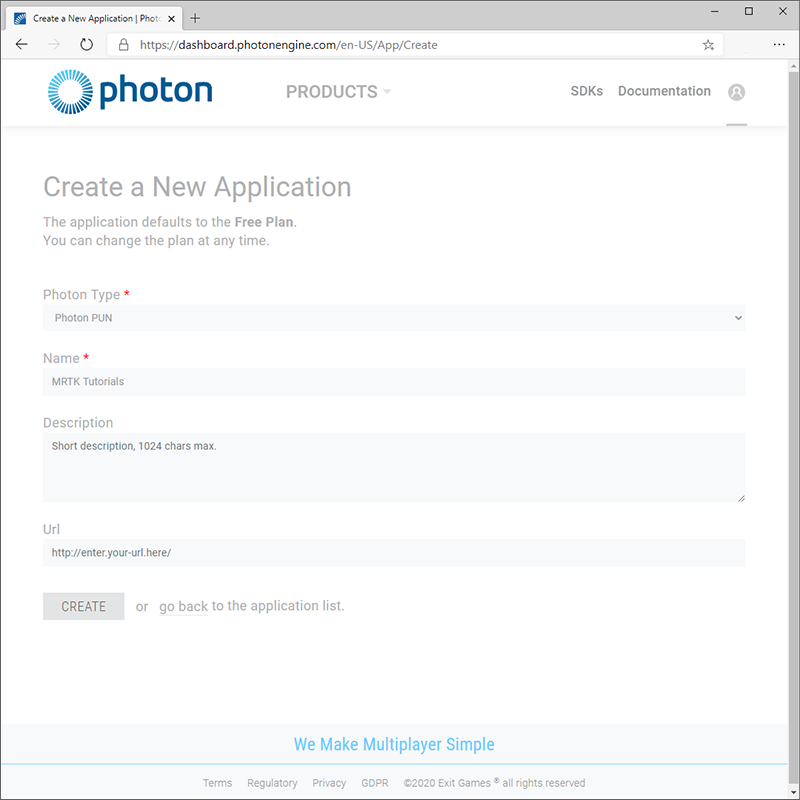 Create a New Application | Phot
https://dashboard.photonengine.com/en-US/App/Create
photon
PRODUCTS
SDKs
Documentation
Create a New Application
The application defaults to the Free Plan.
You can change the plan at any time.
Photon Type *
Photon PUN
Name *
MRTK Tutorials
Description
Short description, 1024 chars max.
Url
http://enter.your-url.here/
CREATE or go back to the application list.
We Make Multiplayer Simple
Terms Regulatory Privacy GDPR ©2020 Exit Games ® all rights reserved